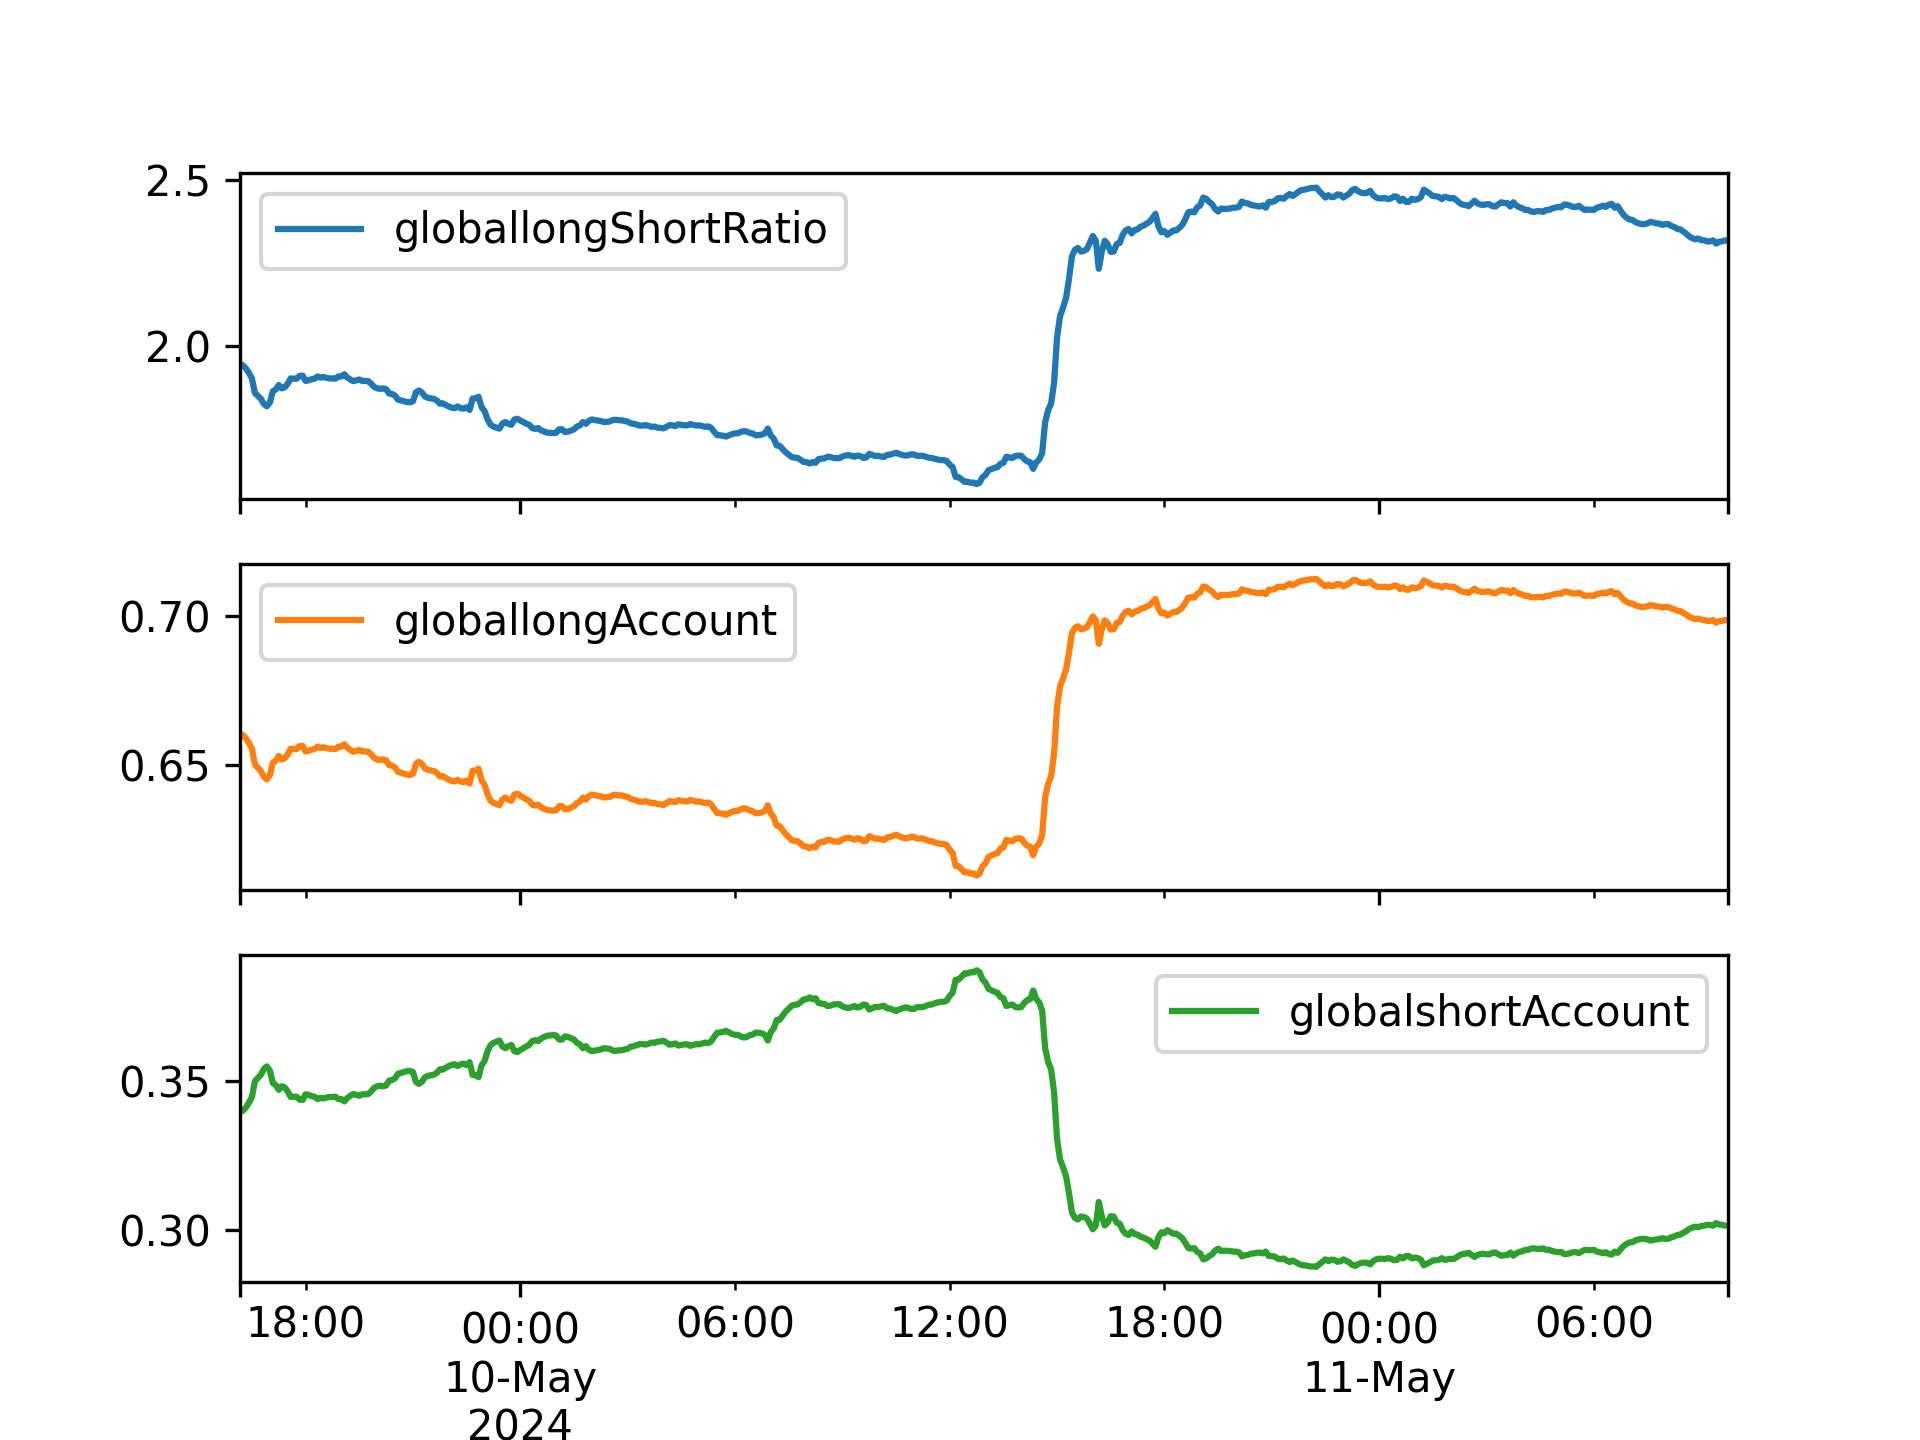 2.5
globallongShortRatio
2.0
globallongAccount
0.70
0.65
globalshortAccount
0.35
0.30
18:00 00:00 06:00 12:00 18:00 00:00 06:00
10-May 11-May
2024